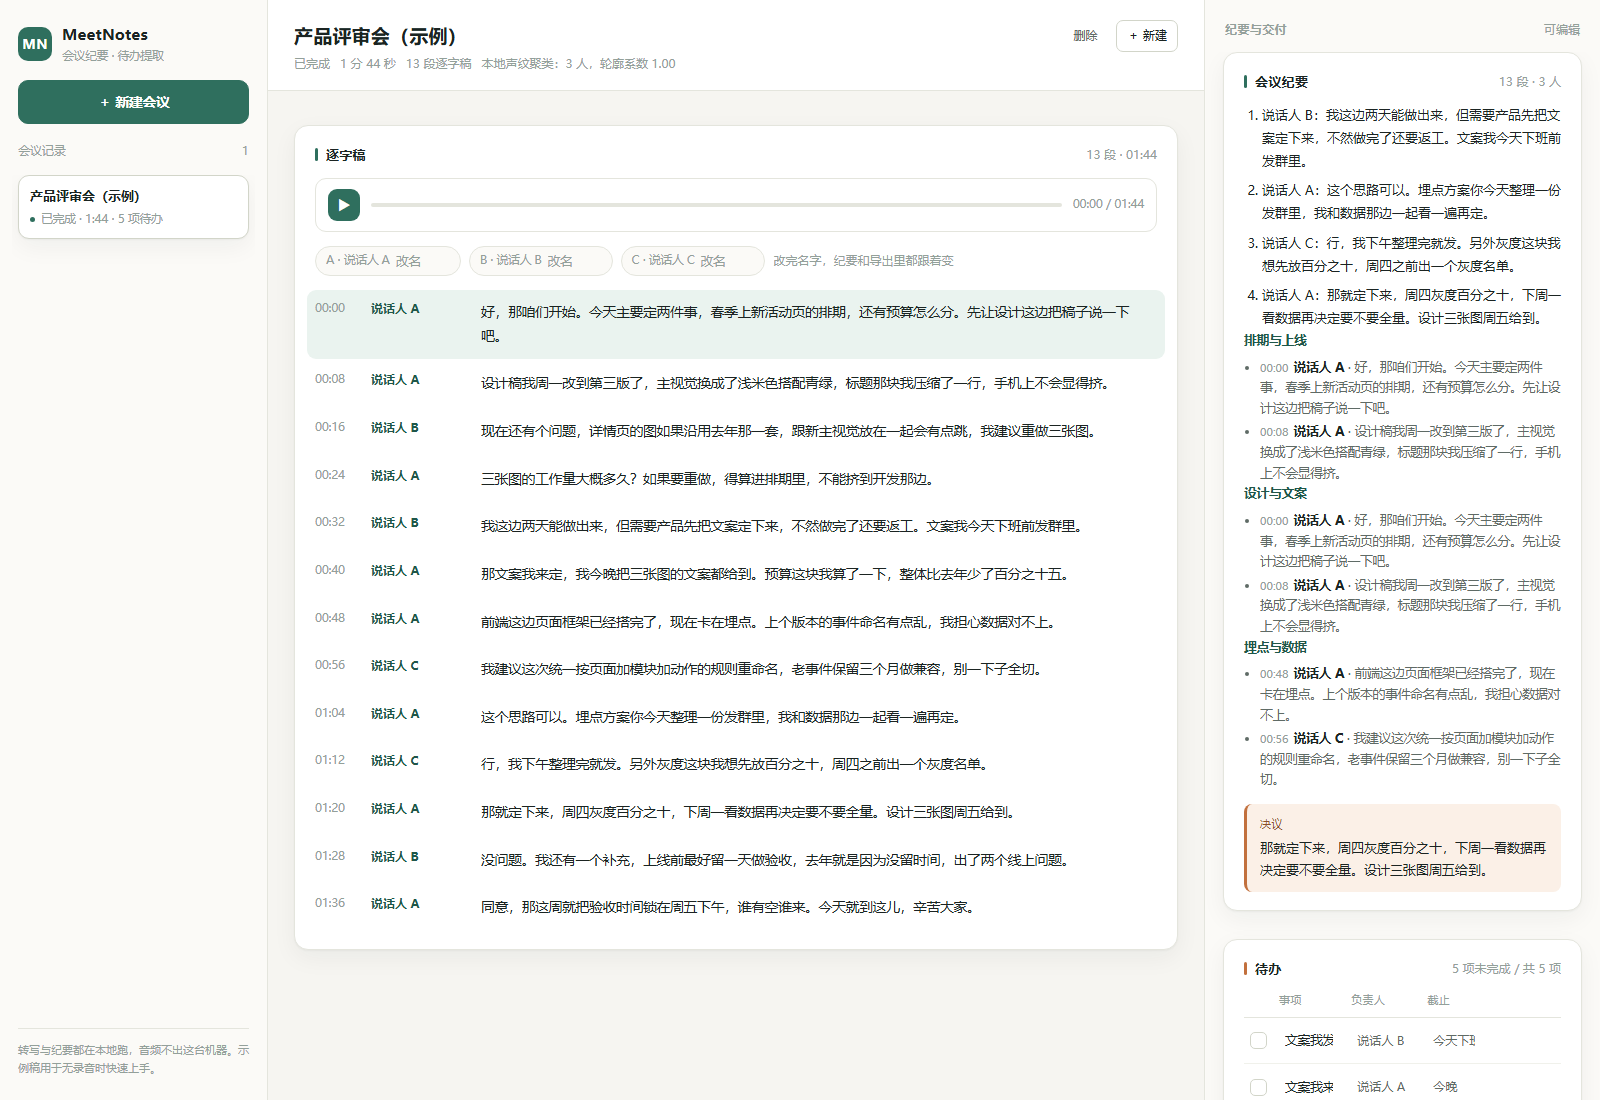 MN
MeetNotes
会议纪要 · 待办提取
+ 新建会议
会议记录 1
产品评审会（示例）
已完成 · 1:44 · 5 项待办
转写与纪要都在本地跑，音频不出这台机器。示
例稿用于无录音时快速上手。
产品评审会（示例）
已完成 1 分 44 秒 13 段逐字稿 本地声纹聚类：3 人，轮廓系数 1.00
删除
+ 新建
逐字稿 13 段 · 01:44
00:00 / 01:44
A · 说话人 A 改名 B · 说话人 B 改名 C · 说话人 C 改名 改完名字，纪要和导出里都跟着变
00:00 说话人 A 好，那咱们开始。今天主要定两件事，春季上新活动页的排期，还有预算怎么分。先让设计这边把稿子说一下
吧。
00:08 说话人 A 设计稿我周一改到第三版了，主视觉换成了浅米色搭配青绿，标题那块我压缩了一行，手机上不会显得挤。
00:16 说话人 B 现在还有个问题，详情页的图如果沿用去年那一套，跟新主视觉放在一起会有点跳，我建议重做三张图。
00:24 说话人 A 三张图的工作量大概多久？如果要重做，得算进排期里，不能挤到开发那边。
00:32 说话人 B 我这边两天能做出来，但需要产品先把文案定下来，不然做完了还要返工。文案我今天下班前发群里。
00:40 说话人 A 那文案我来定，我今晚把三张图的文案都给到。预算这块我算了一下，整体比去年少了百分之十五。
00:48 说话人 A 前端这边页面框架已经搭完了，现在卡在埋点。上个版本的事件命名有点乱，我担心数据对不上。
00:56 说话人 C 我建议这次统一按页面加模块加动作的规则重命名，老事件保留三个月做兼容，别一下子全切。
01:04 说话人 A 这个思路可以。埋点方案你今天整理一份发群里，我和数据那边一起看一遍再定。
01:12 说话人 C 行，我下午整理完就发。另外灰度这块我想先放百分之十，周四之前出一个灰度名单。
01:20 说话人 A 那就定下来，周四灰度百分之十，下周一看数据再决定要不要全量。设计三张图周五给到。
01:28 说话人 B 没问题。我还有一个补充，上线前最好留一天做验收，去年就是因为没留时间，出了两个线上问题。
01:36 说话人 A 同意，那这周就把验收时间锁在周五下午，谁有空谁来。今天就到这儿，辛苦大家。
纪要与交付 可编辑
会议纪要 13 段 · 3 人
1. 说话人 B：我这边两天能做出来，但需要产品先把文
案定下来，不然做完了还要返工。文案我今天下班前
发群里。
2. 说话人 A：这个思路可以。埋点方案你今天整理一份
发群里，我和数据那边一起看一遍再定。
3. 说话人 C：行，我下午整理完就发。另外灰度这块我
想先放百分之十，周四之前出一个灰度名单。
4. 说话人 A：那就定下来，周四灰度百分之十，下周一
看数据再决定要不要全量。设计三张图周五给到。
排期与上线
• 00:00 说话人 A · 好，那咱们开始。今天主要定两件
事，春季上新活动页的排期，还有预算怎么分。先让设
计这边把稿子说一下吧。
• 00:08 说话人 A · 设计稿我周一改到第三版了，主视觉
换成了浅米色搭配青绿，标题那块我压缩了一行，手机
上不会显得挤。
设计与文案
• 00:00 说话人 A · 好，那咱们开始。今天主要定两件
事，春季上新活动页的排期，还有预算怎么分。先让设
计这边把稿子说一下吧。
• 00:08 说话人 A · 设计稿我周一改到第三版了，主视觉
换成了浅米色搭配青绿，标题那块我压缩了一行，手机
上不会显得挤。
埋点与数据
• 00:48 说话人 A · 前端这边页面框架已经搭完了，现在
卡在埋点。上个版本的事件命名有点乱，我担心数据对
不上。
• 00:56 说话人 C · 我建议这次统一按页面加模块加动作
的规则重命名，老事件保留三个月做兼容，别一下子全
切。
决议
那就定下来，周四灰度百分之十，下周一看数据再
决定要不要全量。设计三张图周五给到。
待办 5 项未完成 / 共 5 项
事项 负责人 截止
文案我发 说话人 B 今天下
文案我来 说话人 A 今晚